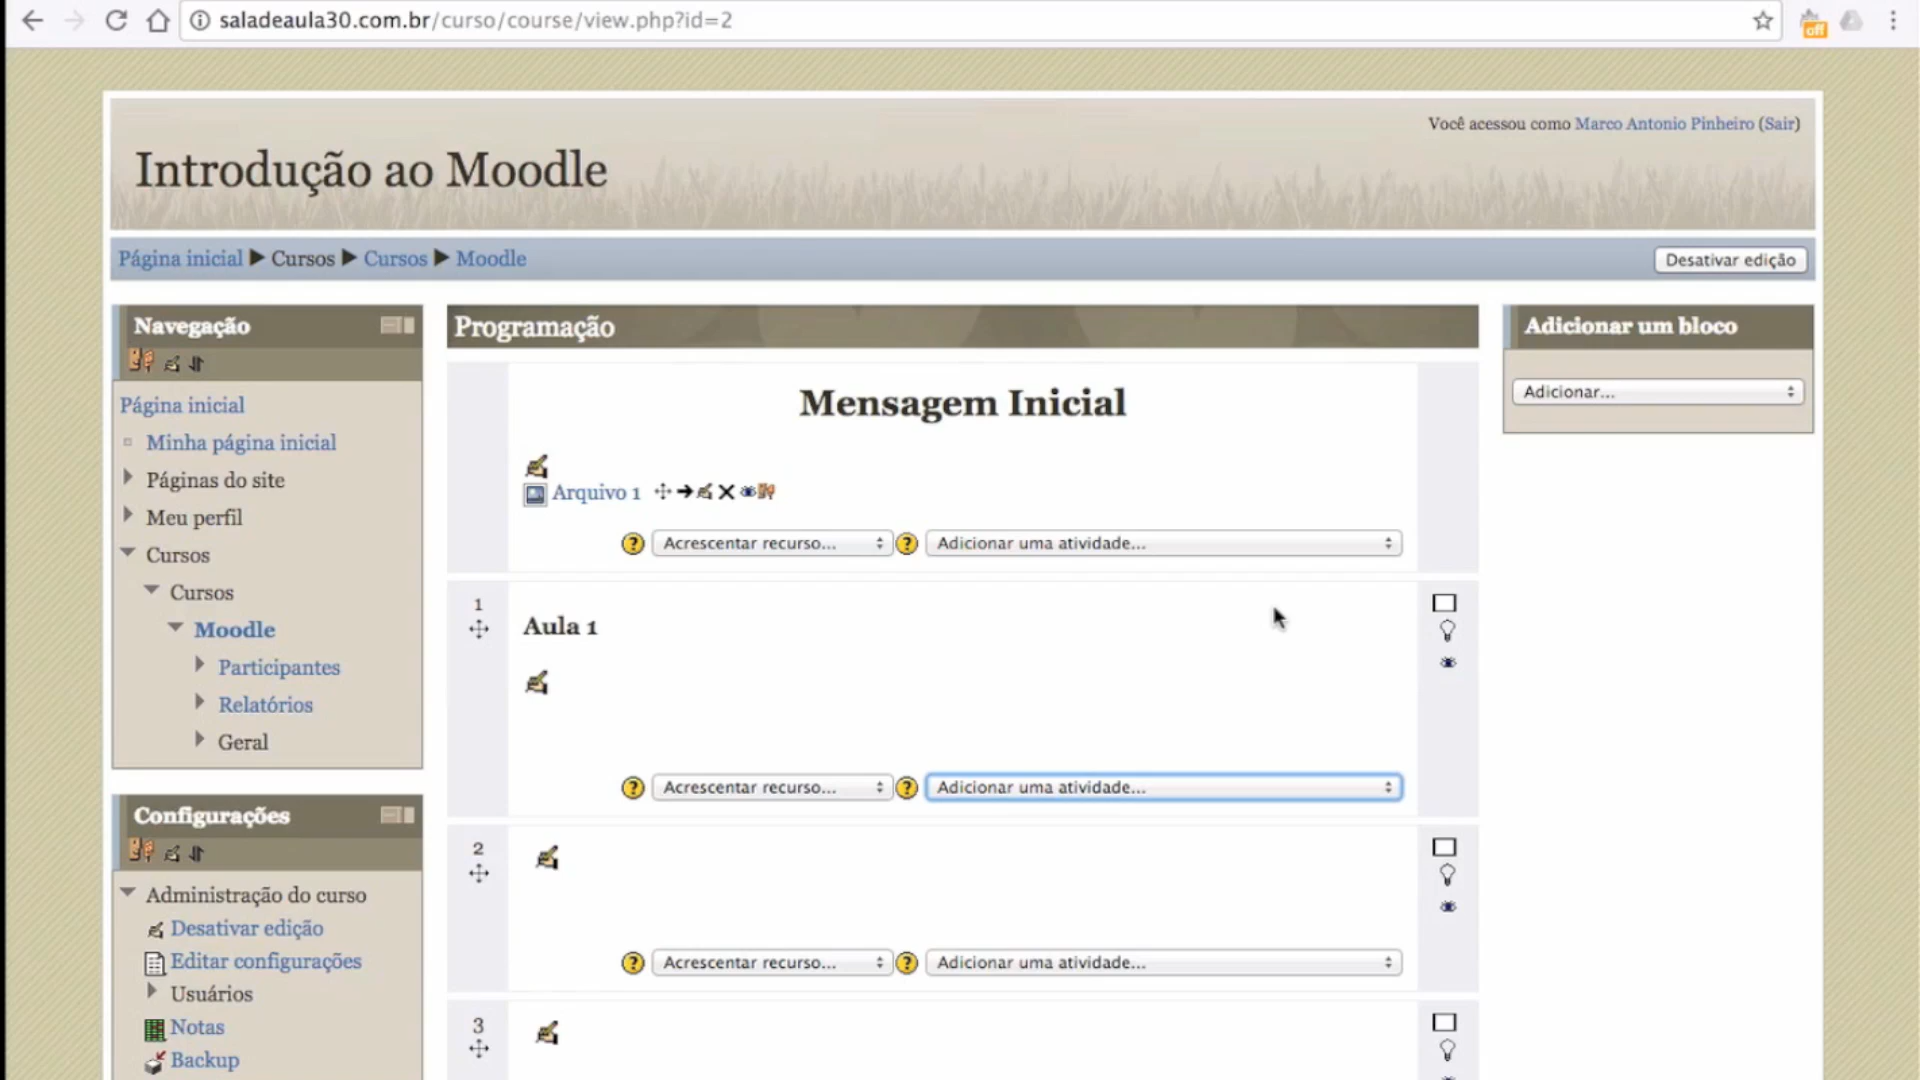 saladeaula30.com.br/curso/course/view.php?id=2
off
Você acessou como Marco Antonio Pinheiro (Sair)
Introdução ao Moodle
Página inicial ▶ Cursos ▶ Cursos ▶ Moodle
Desativar edição
Navegação
Página inicial
Minha página inicial
Páginas do site
Meu perfil
Cursos
Cursos
Moodle
Participantes
Relatórios
Geral
Configurações
Administração do curso
Desativar edição
Editar configurações
Usuários
Notas
Backup
Programação
Mensagem Inicial
Arquivo 1
? Acrescentar recurso... ? Adicionar uma atividade...
1
Aula 1
? Acrescentar recurso... ? Adicionar uma atividade...
2
? Acrescentar recurso... ? Adicionar uma atividade...
3
Adicionar um bloco
Adicionar...